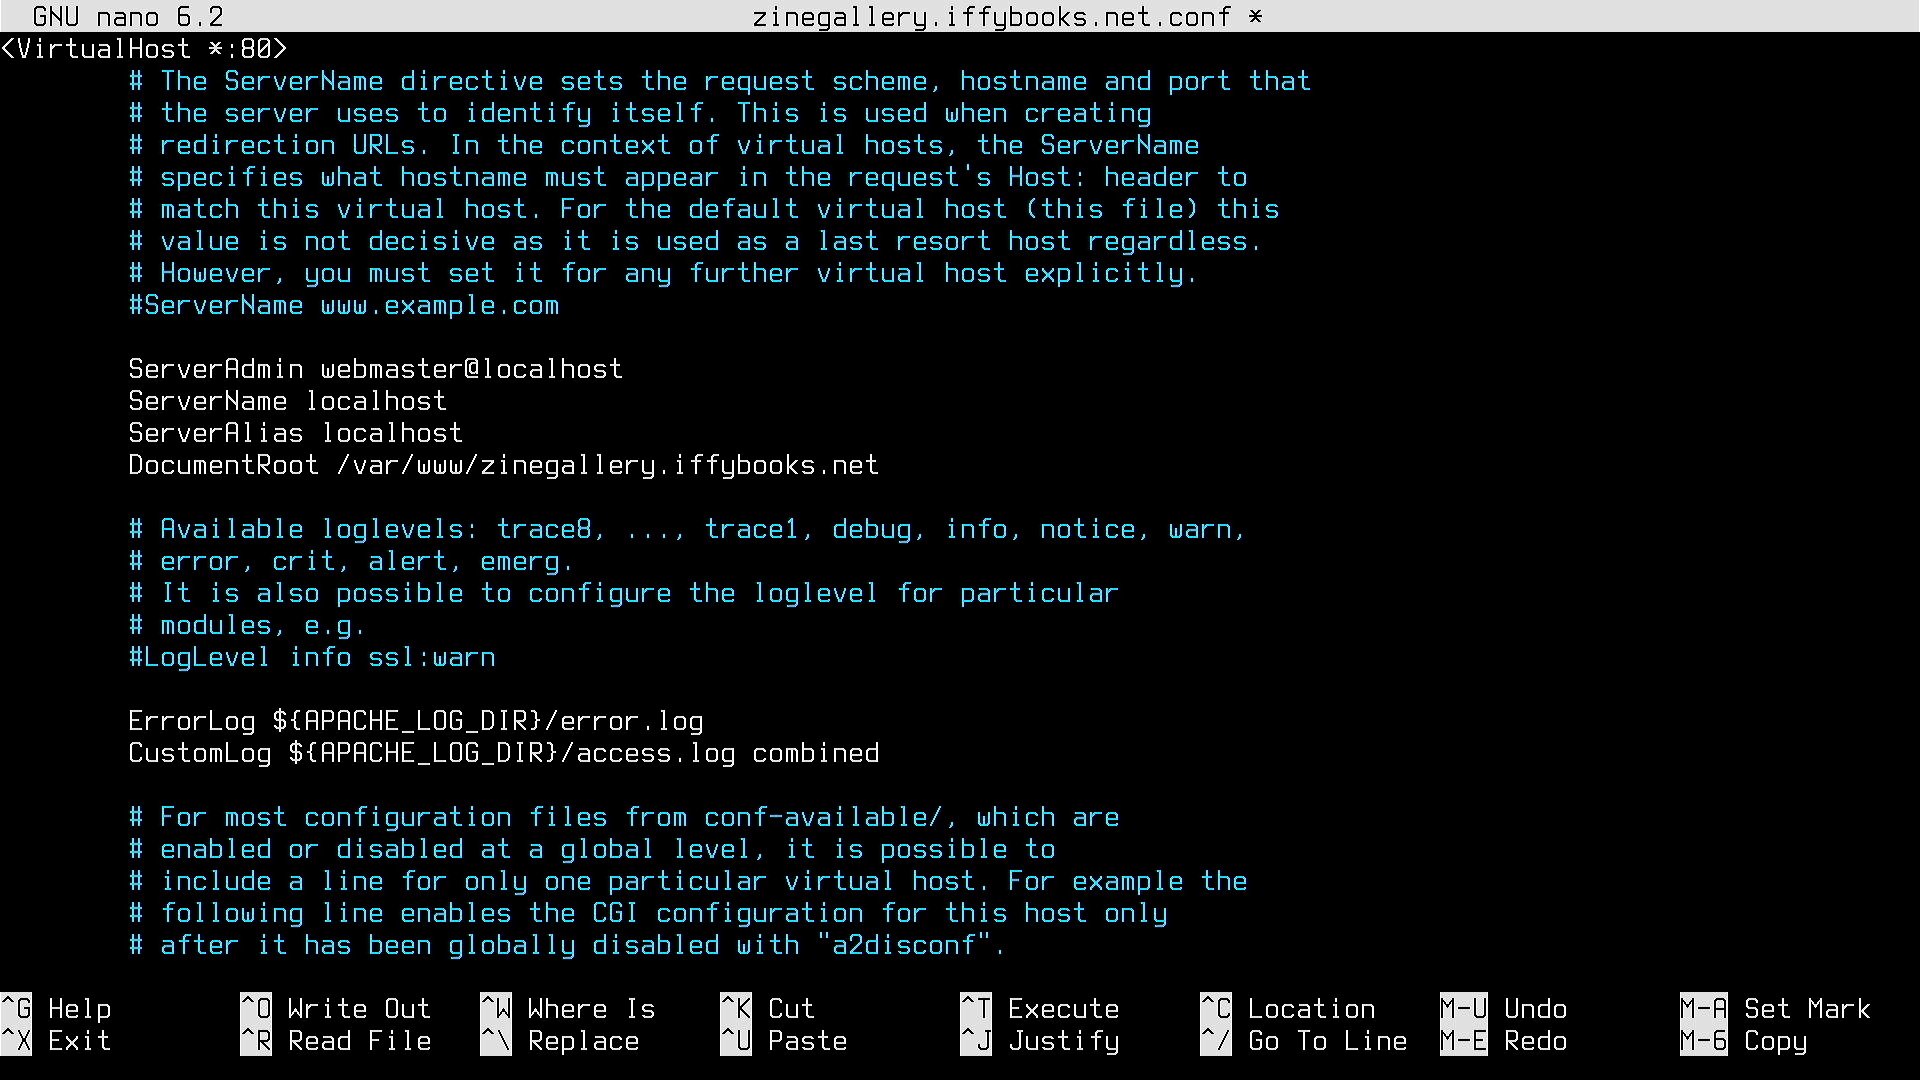 GNU nano 6.2 zinegallery.iffybooks.net.conf *
<VirtualHost *:80>
# The ServerName directive sets the request scheme, hostname and port that
# the server uses to identify itself. This is used when creating
# redirection URLs. In the context of virtual hosts, the ServerName
# specifies what hostname must appear in the request's Host: header to
# match this virtual host. For the default virtual host (this file) this
# value is not decisive as it is used as a last resort host regardless.
# However, you must set it for any further virtual host explicitly.
#ServerName www.example.com
ServerAdmin webmaster@localhost
ServerName localhost
ServerAlias localhost
DocumentRoot /var/www/zinegallery.iffybooks.net
# Available loglevels: trace8, ..., trace1, debug, info, notice, warn,
# error, crit, alert, emerg.
# It is also possible to configure the loglevel for particular
# modules, e.g.
#LogLevel info ssl:warn
ErrorLog ${APACHE_LOG_DIR}/error.log
CustomLog ${APACHE_LOG_DIR}/access.log combined
# For most configuration files from conf-available/, which are
# enabled or disabled at a global level, it is possible to
# include a line for only one particular virtual host. For example the
# following line enables the CGI configuration for this host only
# after it has been globally disabled with "a2disconf".
^G Help ^O Write Out ^W Where Is ^K Cut ^T Execute ^C Location M-U Undo M-A Set Mark
^X Exit ^R Read File ^\ Replace ^U Paste ^J Justify ^/ Go To Line M-E Redo M-6 Copy